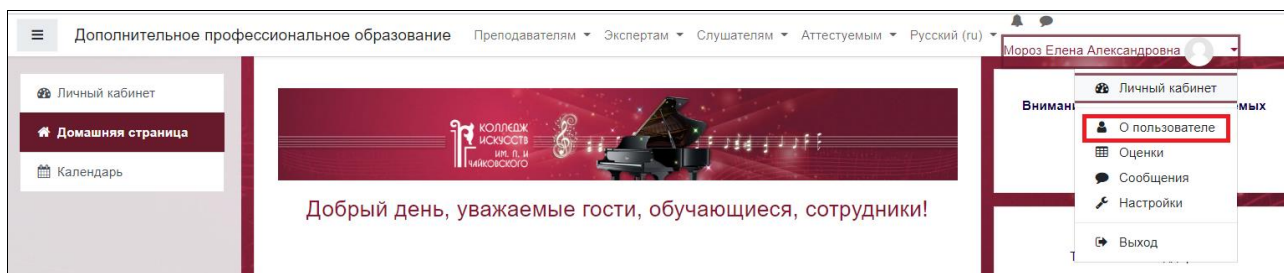 Дополнительное профессиональное образование Преподавателям Экспертам Слушателям Аттестуемым Русский (ru)
Мороз Елена Александровна
Личный кабинет
Домашняя страница
Календарь
КОЛЛЕДЖ
ИСКУССТВ
ИМ. П. И
ЧАЙКОВСКОГО
Добрый день, уважаемые гости, обучающиеся, сотрудники!
Личный кабинет
О пользователе
Оценки
Сообщения
Настройки
Выход